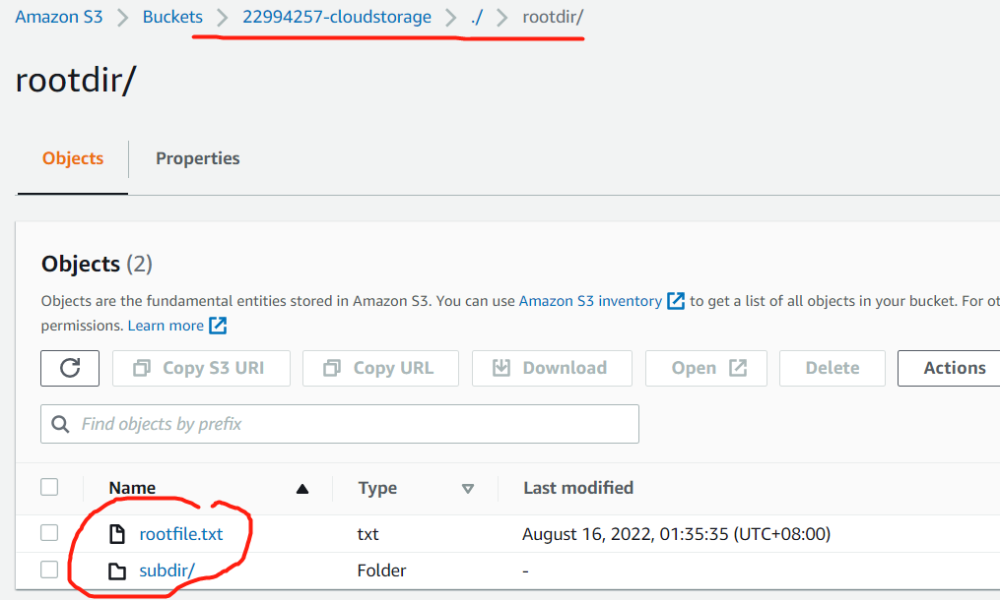 Amazon S3 > Buckets > 22994257-cloudstorage > ./ > rootdir/
rootdir/
Objects Properties
Objects (2)
Objects are the fundamental entities stored in Amazon S3. You can use Amazon S3 inventory to get a list of all objects in your bucket. For ot
permissions. Learn more
Copy S3 URI Copy URL Download Open Delete Actions
Find objects by prefix
Name Type Last modified
rootfile.txt txt August 16, 2022, 01:35:35 (UTC+08:00)
subdir/ Folder -